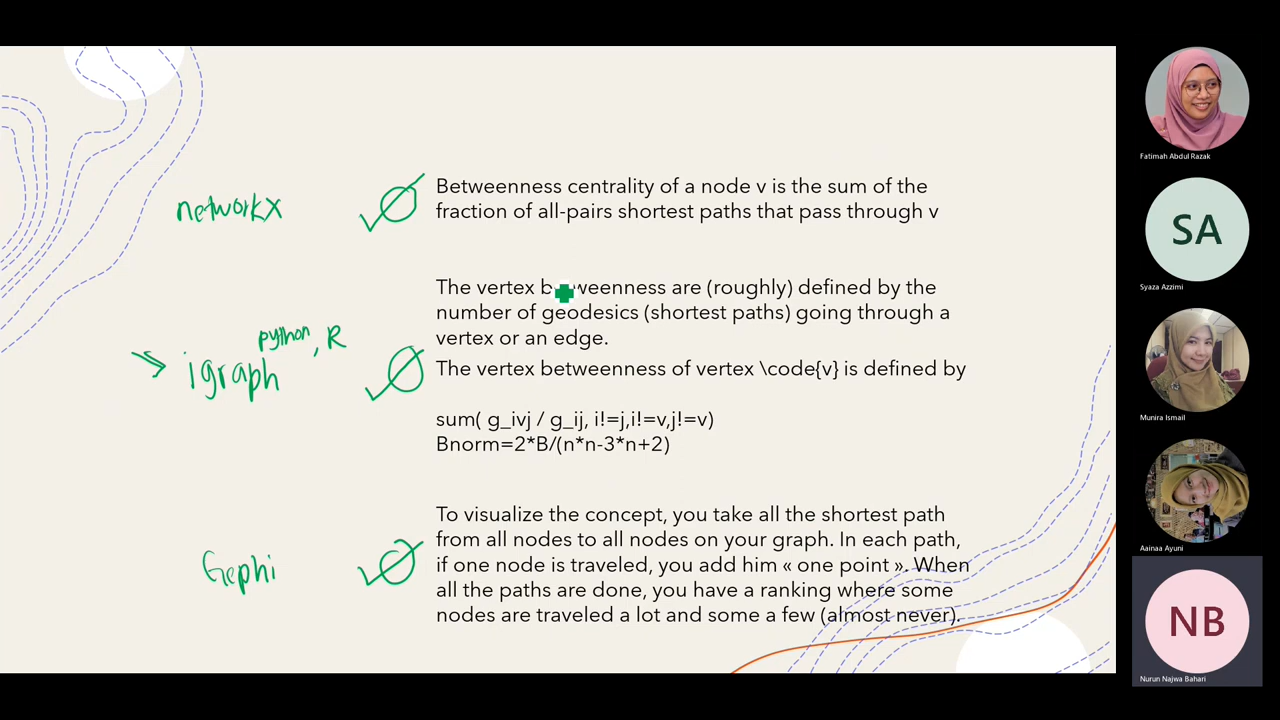 networkX
Betweenness centrality of a node v is the sum of the
fraction of all-pairs shortest paths that pass through v
The vertex b weenness are (roughly) defined by the
number of geodesics (shortest paths) going through a
vertex or an edge.
python, R
igraph
The vertex betweenness of vertex \code{v} is defined by
sum( g_ivj / g_ij, i!=j,i!=v,j!=v)
Bnorm=2*B/(n*n-3*n+2)
Gephi
To visualize the concept, you take all the shortest path
from all nodes to all nodes on your graph. In each path,
if one node is traveled, you add him « one point ». When
all the paths are done, you have a ranking where some
nodes are traveled a lot and some a few (almost never).
Fatimah Abdul Razak
SA
Syaza Azzimi
Munira Ismail
Aainaa Ayuni
NB
Nurun Najwa Bahari